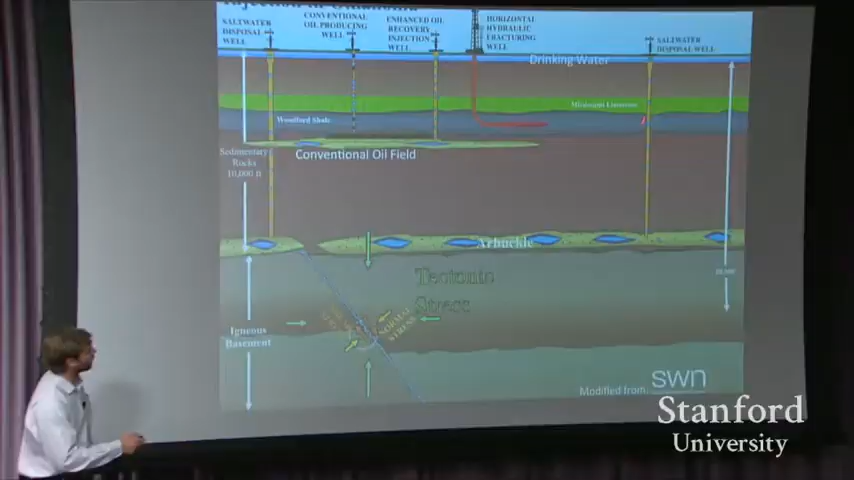 SALTWATER
DISPOSAL
WELL
CONVENTIONAL
OIL PRODUCING
WELL
ENHANCED OIL
RECOVERY
INJECTION
WELL
HORIZONTAL
HYDRAULIC
FRACTURING
WELL
SALTWATER
DISPOSAL WELL
Drinking Water
Mississippi Limestone
Woodford Shale
Conventional Oil Field
Sedimentary
Rocks
10,000 ft
Arbuckle
Tectonic
Stress
NORMAL
STRESS
Igneous
Basement
Modified from:
swn
Stanford
University